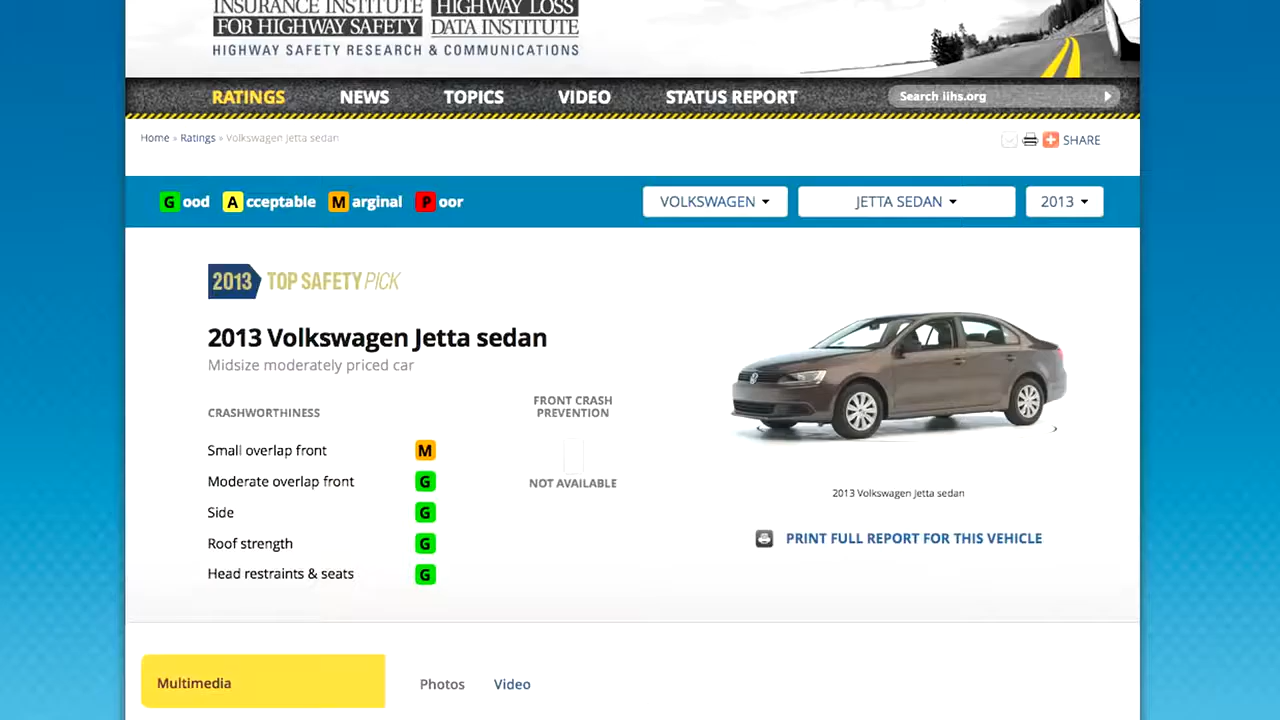 INSURANCE INSTITUTE HIGHWAY LOSS
FOR HIGHWAY SAFETY DATA INSTITUTE
HIGHWAY SAFETY RESEARCH & COMMUNICATIONS
RATINGS NEWS TOPICS VIDEO STATUS REPORT Search iihs.org
Home » Ratings » Volkswagen Jetta sedan SHARE
G ood A cceptable M arginal P oor VOLKSWAGEN JETTA SEDAN 2013
2013 TOP SAFETY PICK
2013 Volkswagen Jetta sedan
Midsize moderately priced car
CRASHWORTHINESS
FRONT CRASH
PREVENTION
Small overlap front M
Moderate overlap front G
Side G
Roof strength G
Head restraints & seats G
NOT AVAILABLE
2013 Volkswagen Jetta sedan
PRINT FULL REPORT FOR THIS VEHICLE
Multimedia Photos Video